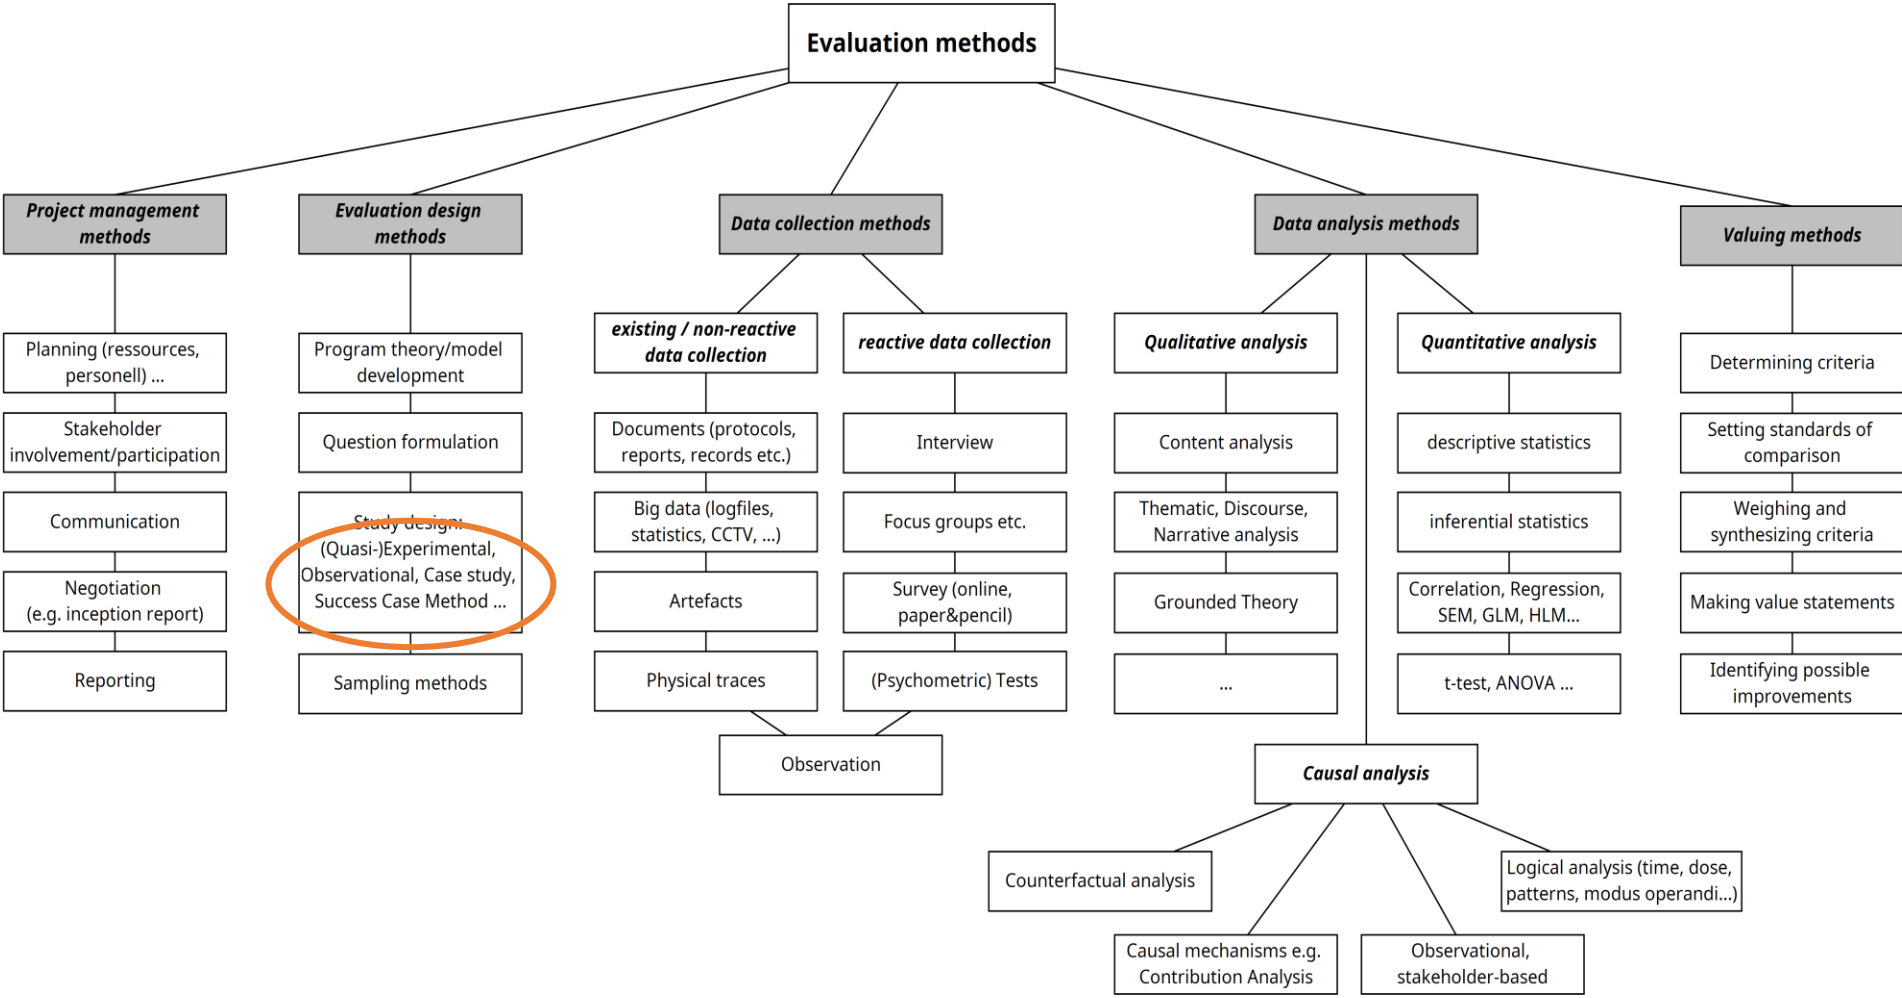 Evaluation methods
Project management
methods
Planning (ressources,
personell) ...
Stakeholder
involvement/participation
Communication
Negotiation
(e.g. inception report)
Reporting
Evaluation design
methods
Program theory/model
development
Question formulation
Study design:
(Quasi-)Experimental,
Observational, Case study,
Success Case Method ...
Sampling methods
Data collection methods
existing / non-reactive
data collection
Documents (protocols,
reports, records etc.)
Big data (logfiles,
statistics, CCTV, ...)
Artefacts
Physical traces
reactive data collection
Interview
Focus groups etc.
Survey (online,
paper&pencil)
(Psychometric) Tests
Observation
Data analysis methods
Qualitative analysis
Content analysis
Thematic, Discourse,
Narrative analysis
Grounded Theory
...
Quantitative analysis
descriptive statistics
inferential statistics
Correlation, Regression,
SEM, GLM, HLM...
t-test, ANOVA ...
Causal analysis
Counterfactual analysis
Causal mechanisms e.g.
Contribution Analysis
Observational,
stakeholder-based
Logical analysis (time, dose,
patterns, modus operandi...)
Valuing methods
Determining criteria
Setting standards of
comparison
Weighing and
synthesizing criteria
Making value statements
Identifying possible
improvements